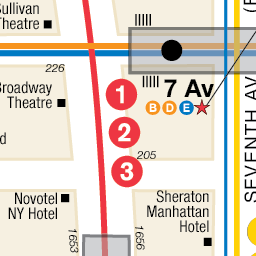 Sullivan
Theatre
226
Broadway
Theatre
1
7 Av
B D E
2
d
3
205
Novotel
NY Hotel
Sheraton
Manhattan
Hotel
1653
1656
SEVENTH AV